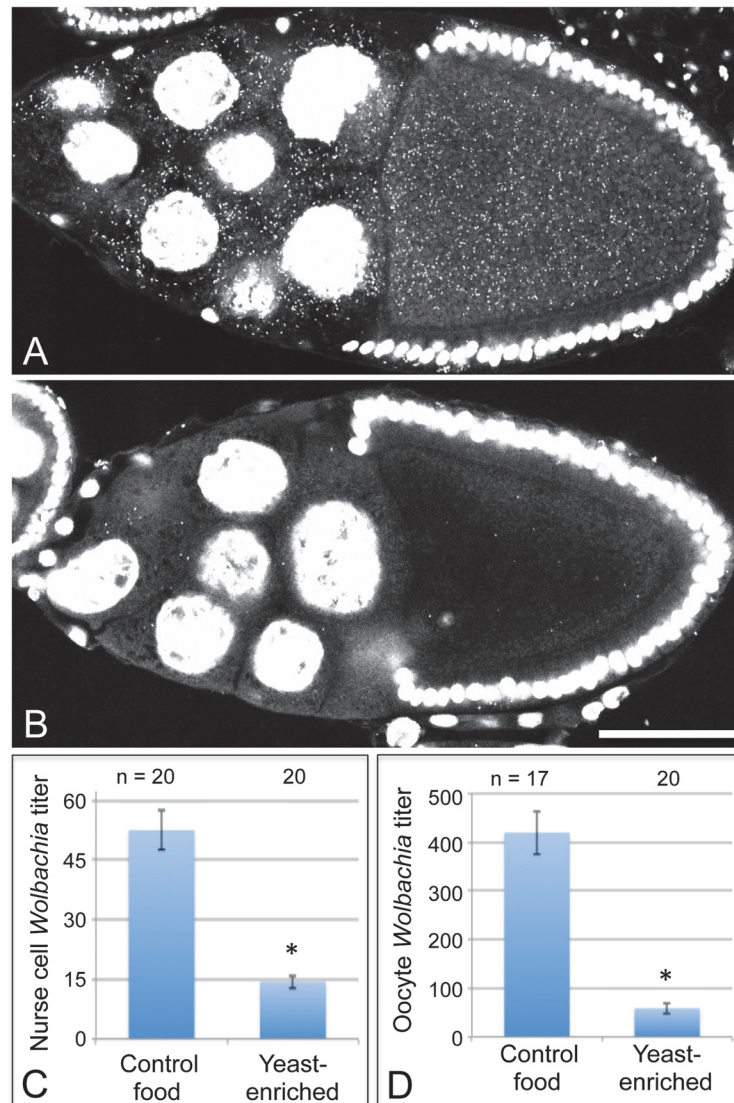 A
B
n = 20 20
60
45
30
15
0
Nurse cell Wolbachia titer
*
Control food
Yeast-enriched
C
n = 17 20
500
400
300
200
100
0
Oocyte Wolbachia titer
*
Control food
Yeast-enriched
D